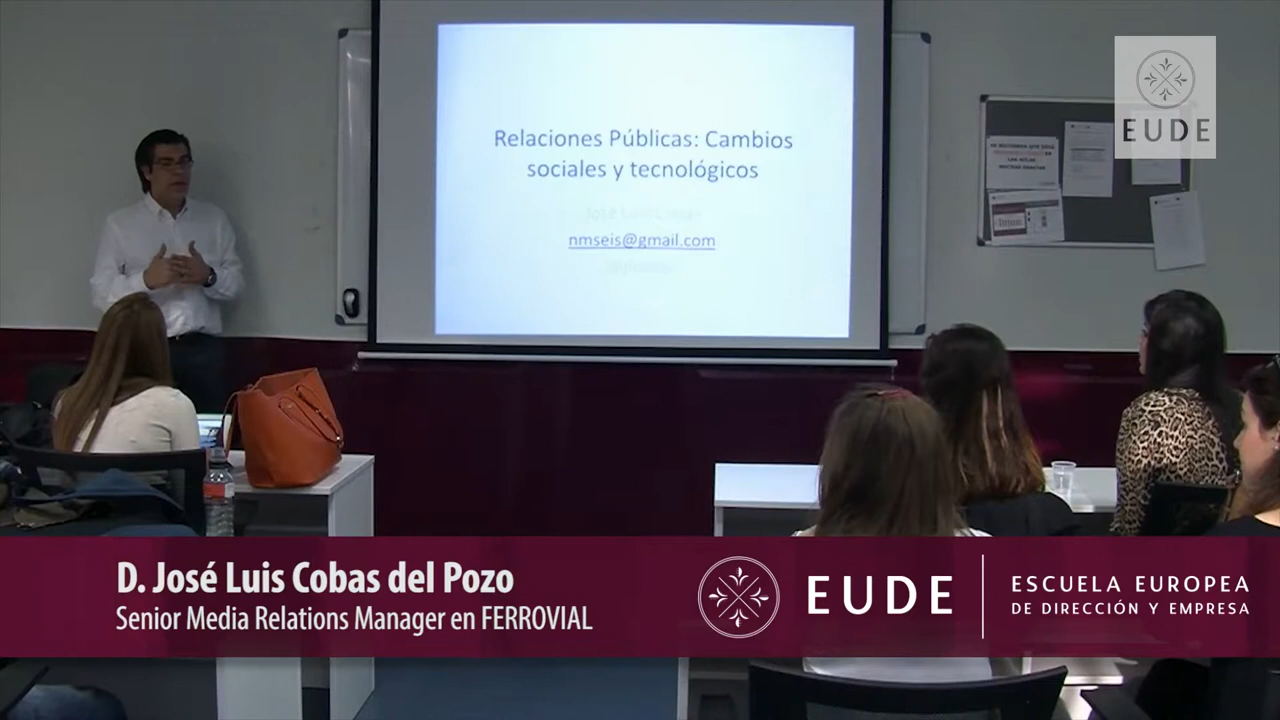 Relaciones Públicas: Cambios
sociales y tecnológicos
nmseis@gmail.com
EUDE
D. José Luis Cobas del Pozo
Senior Media Relations Manager en FERROVIAL
EUDE
ESCUELA EUROPEA
DE DIRECCIÓN Y EMPRESA